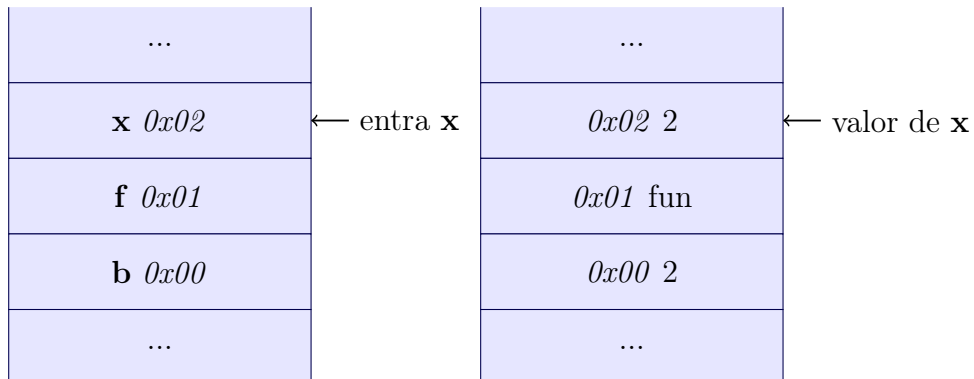 ...
x 0x02
entra x
f 0x01
b 0x00
...
...
0x02 2
valor de x
0x01 fun
0x00 2
...